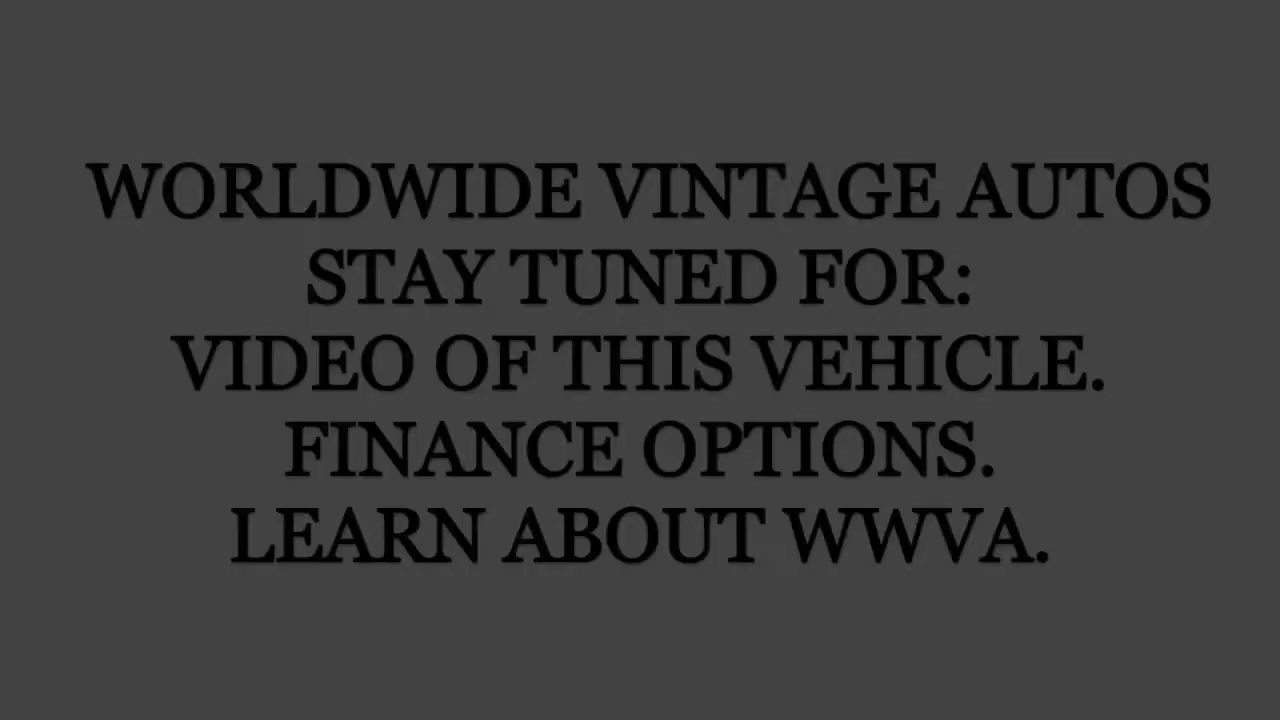 WORLDWIDE VINTAGE AUTOS
STAY TUNED FOR:
VIDEO OF THIS VEHICLE.
FINANCE OPTIONS.
LEARN ABOUT WWVA.